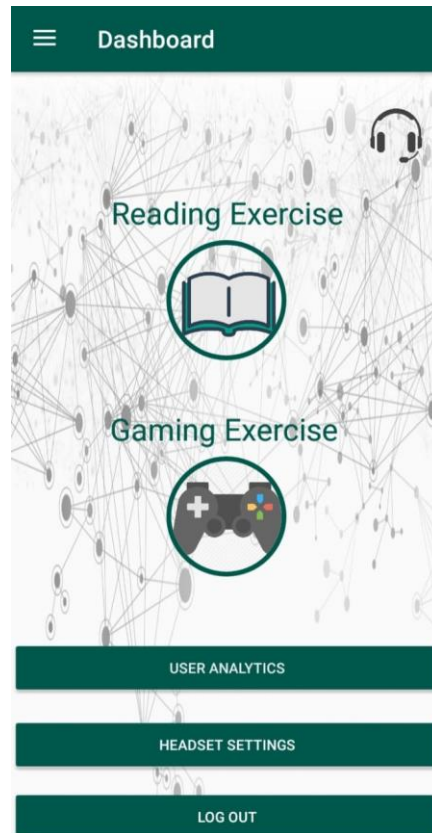 Dashboard
Reading Exercise
Gaming Exercise
USER ANALYTICS
HEADSET SETTINGS
LOG OUT